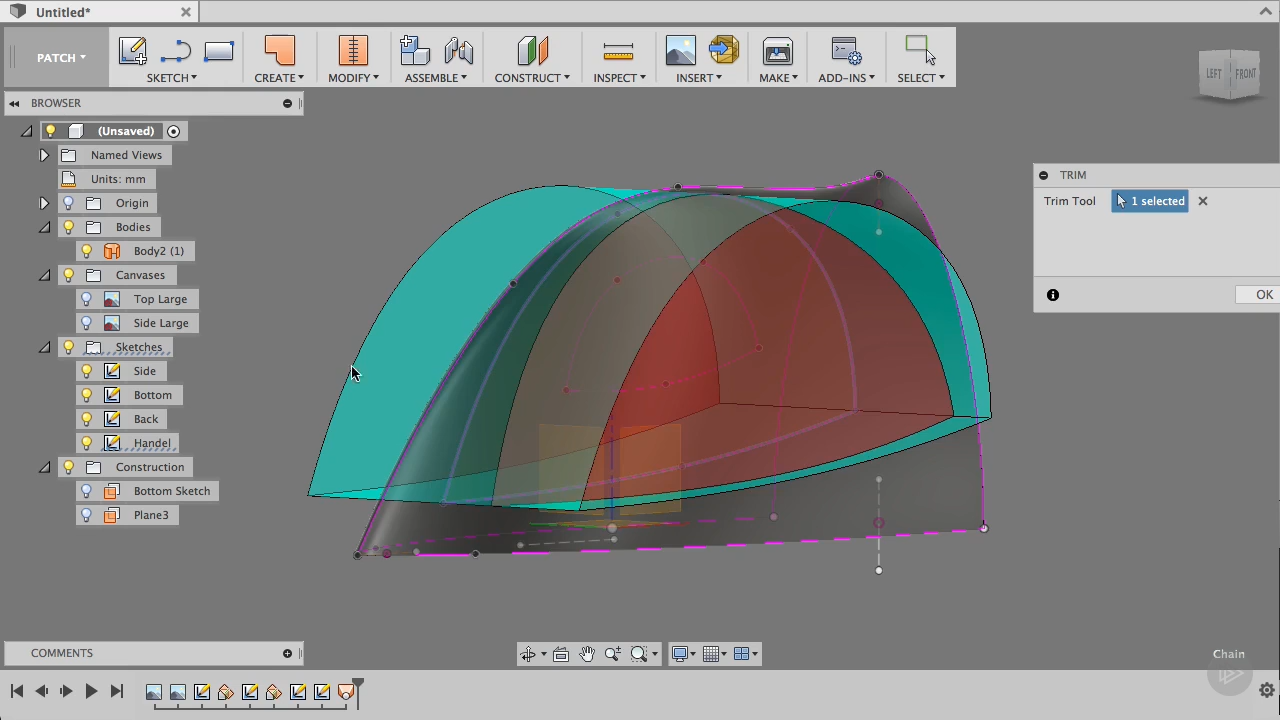 Untitled*
PATCH
SKETCH
CREATE
MODIFY
ASSEMBLE
CONSTRUCT
INSPECT
INSERT
MAKE
ADD-INS
SELECT
LEFT
FRONT
BROWSER
(Unsaved)
Named Views
Units: mm
Origin
Bodies
Body2 (1)
Canvases
Top Large
Side Large
Sketches
Side
Bottom
Back
Handel
Construction
Bottom Sketch
Plane3
TRIM
Trim Tool
1 selected
OK
COMMENTS
Chain